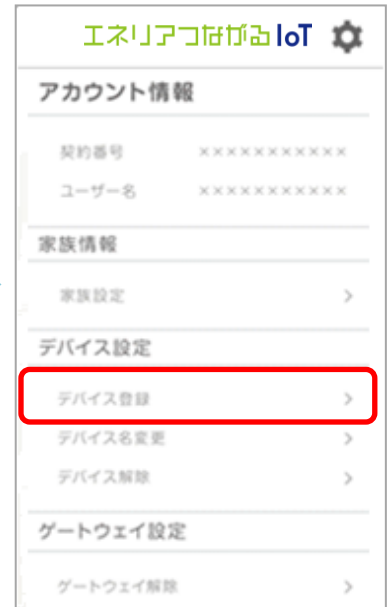 エネリアつながるIoT
アカウント情報
契約番号 ×××××××××××
ユーザー名 ×××××××××××
家族情報
家族設定 >
デバイス設定
デバイス登録 >
デバイス名変更 >
デバイス解除 >
ゲートウェイ設定
ゲートウェイ解除 >